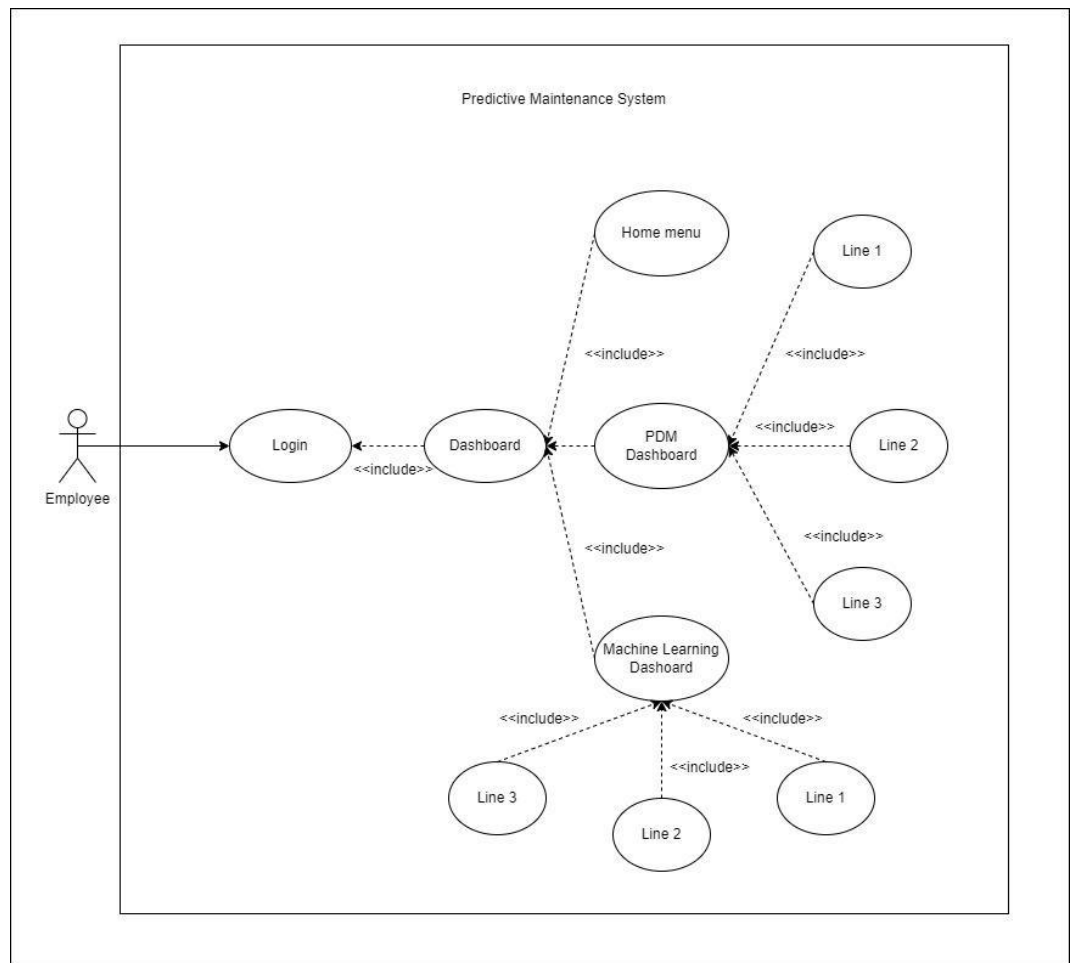 Predictive Maintenance System
Home menu
Line 1
<<include>>
<<include>>
Employee
Login
<<include>>
Dashboard
PDM
Dashboard
<<include>>
Line 2
<<include>>
<<include>>
Line 3
Machine Learning
Dashoard
<<include>>
<<include>>
<<include>>
Line 3
Line 2
Line 1